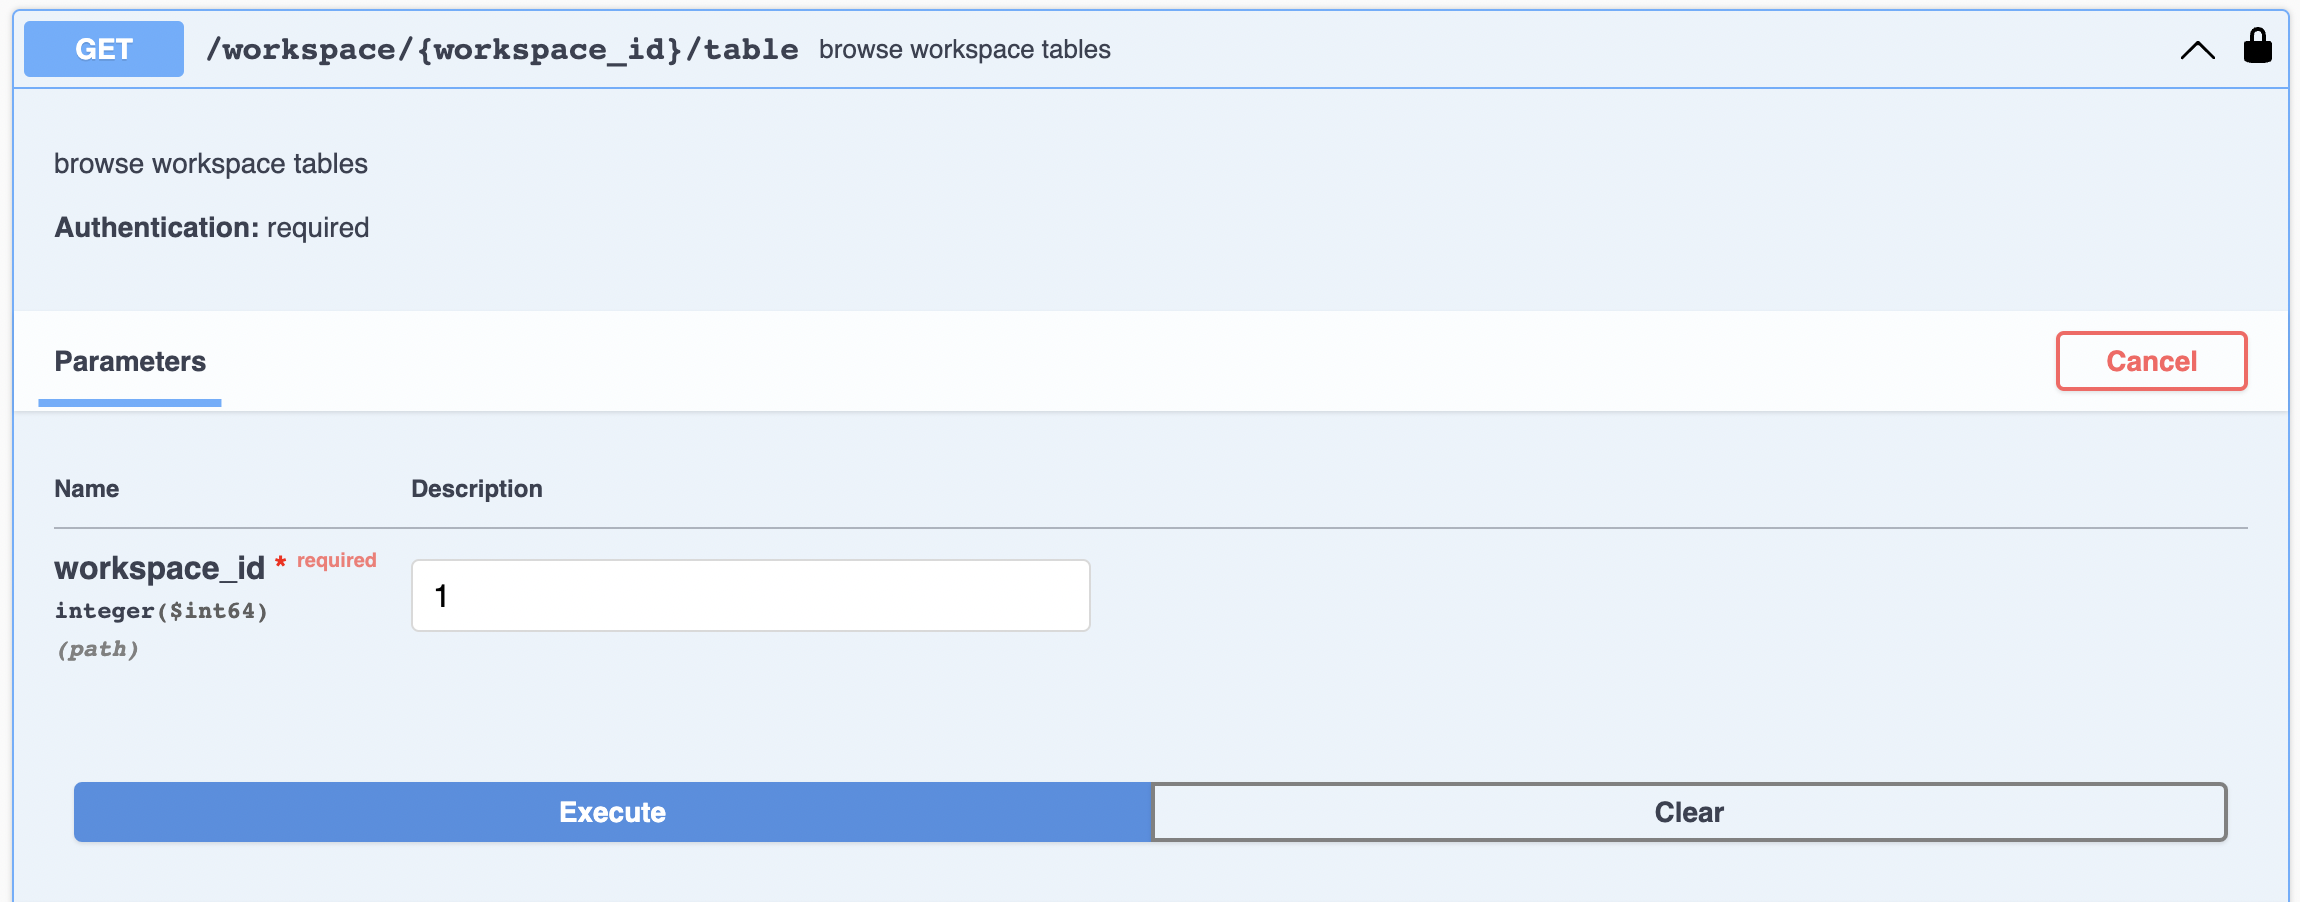 GET /workspace/{workspace_id}/table browse workspace tables
browse workspace tables
Authentication: required
Parameters
Cancel
Name Description
workspace_id * required
1
integer($int64)
(path)
Execute Clear